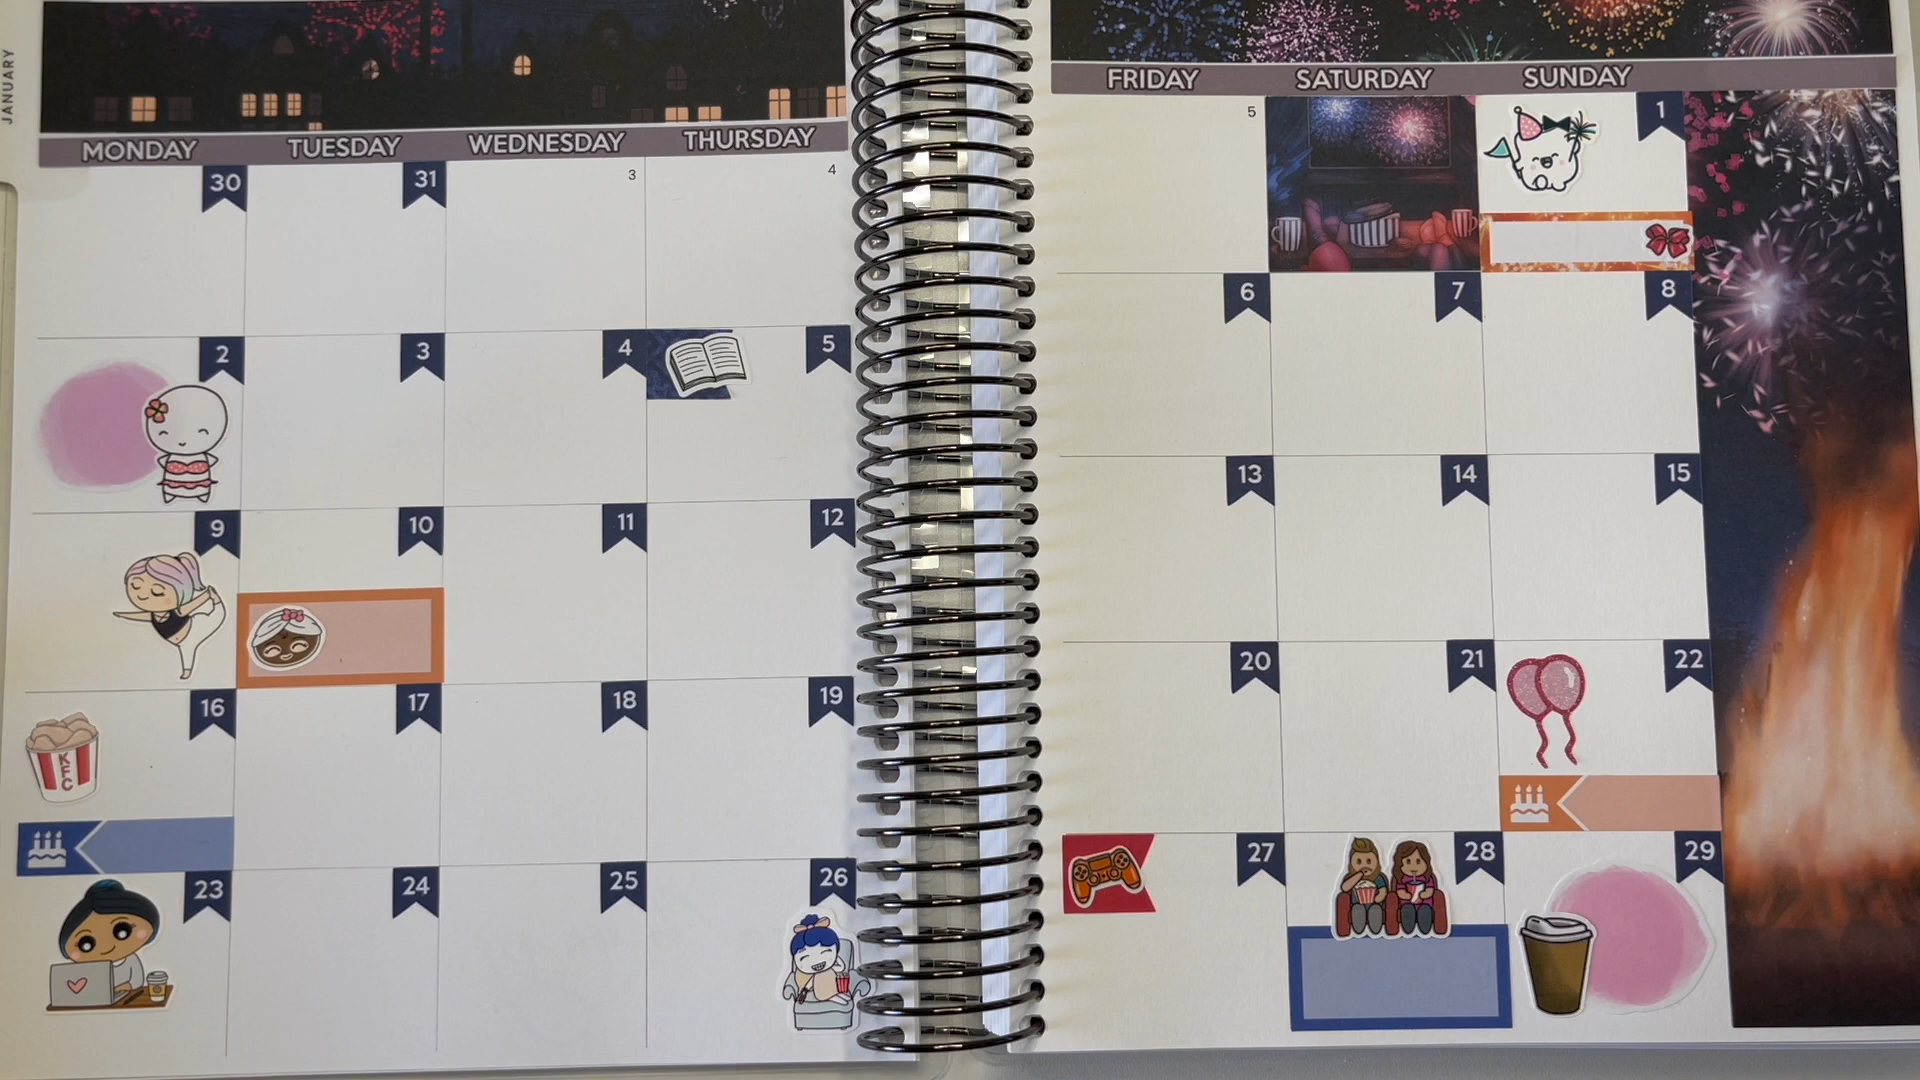 JANUARY
MONDAY TUESDAY WEDNESDAY THURSDAY FRIDAY SATURDAY SUNDAY
30 31 3 4 5 1
2 3 4 5 6 7 8
9 10 11 12 13 14 15
16 17 18 19 20 21 22
KFC
23 24 25 26 27 28 29